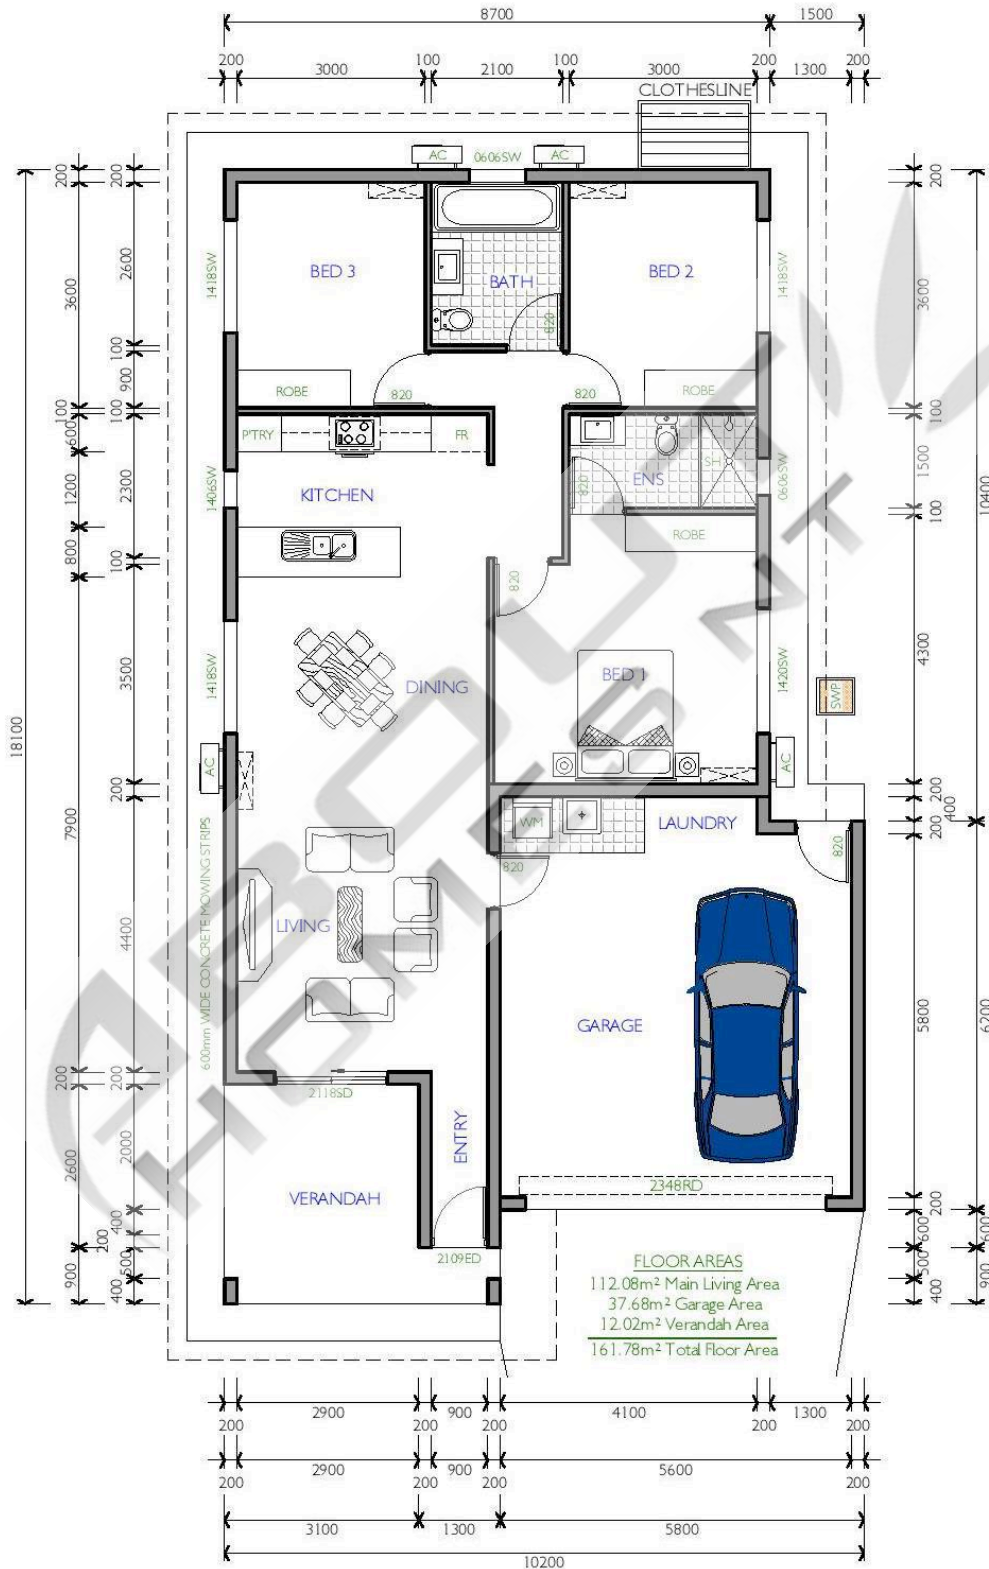 8700
1500
200
3000
100
2100
100
3000
200
1300
200
CLOTHESLINE
AC
0606SW
AC
200
200
200
BED 3
BATH
BED 2
1418SW
1418SW
820
3600
2600
3600
100
900
ROBE
820
820
ROBE
100
100
100
600
P'TRY
FR
1406SW
KITCHEN
ENS
SH
820
0606SW
1200
2300
1500
10400
ROBE
800
100
100
820
1418SW
DINING
BED 1
1420SW
SWP
3500
4300
18100
AC
AC
200
200
400
200
WM
LAUNDRY
820
820
7900
4400
600mm WIDE CONCRETE MOWING STRIPS
LIVING
GARAGE
5800
6200
200
200
2118SD
ENTRY
2600
2000
VERANDAH
2348RD
400
200
200
600
600
2109ED
900
500
400
500
400
900
FLOOR AREAS
112.08m² Main Living Area
37.68m² Garage Area
12.02m² Verandah Area
161.78m² Total Floor Area
2900
900
4100
1300
200
200
200
200
2900
900
5600
200
200
200
200
3100
1300
5800
10200
ABOUT
HOMES NT